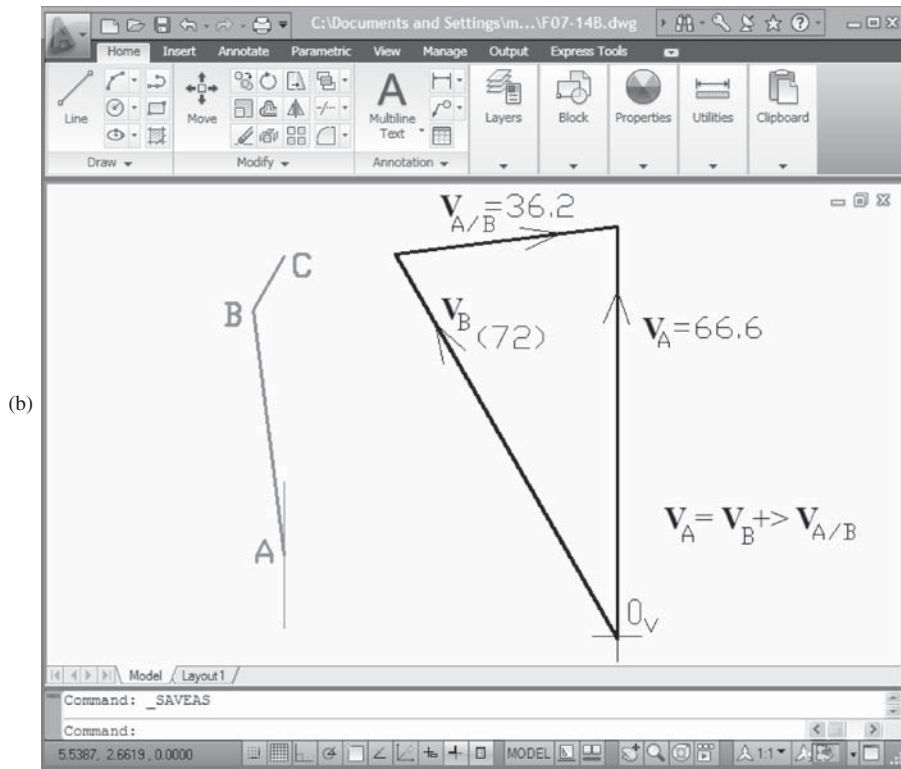 C:\Documents and Settings\m...\F07-14B.dwg
Home Insert Annotate Parametric View Manage Output Express Tools
Line Move A Multiline Text Layers Block Properties Utilities Clipboard
Draw Modify Annotation
V_A/B=36.2
C
B
V_B (72)
V_A=66.6
(b)
V_A= V_B+> V_A/B
A
0_V
Model Layout1
Command: _SAVEAS
Command:
5.5387, 2.6619, 0.0000 MODEL 1:1